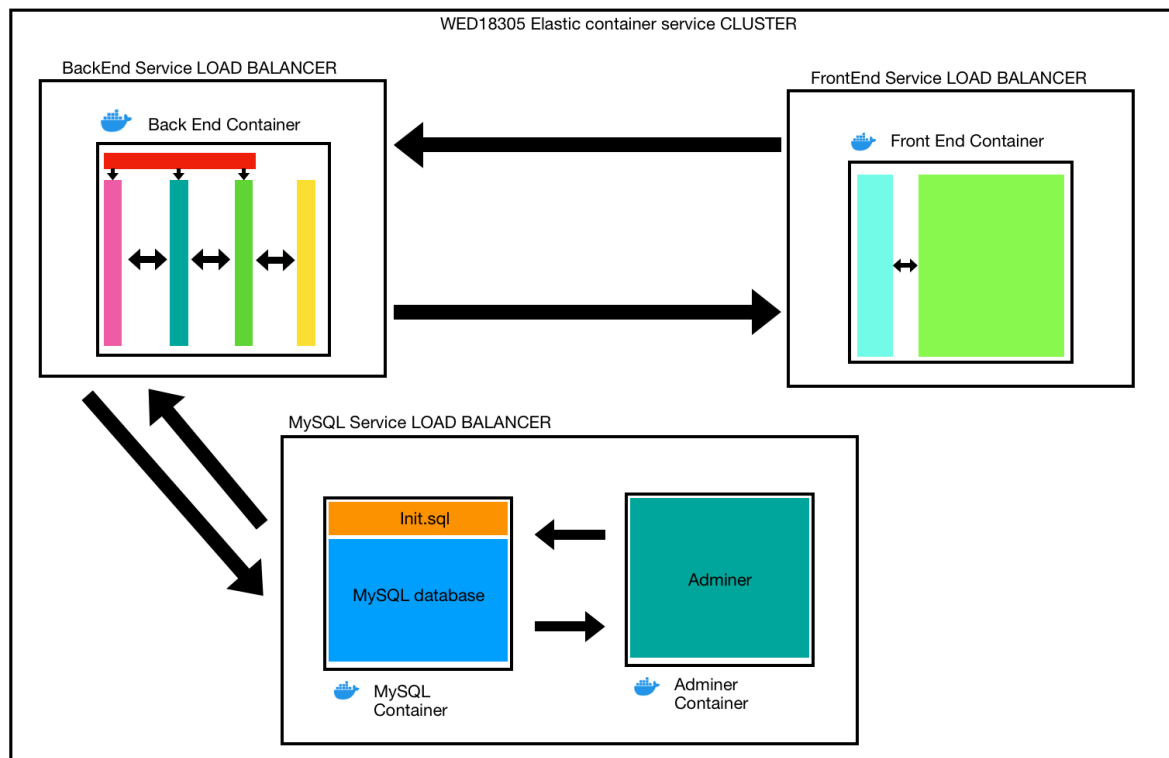 WED18305 Elastic container service CLUSTER
BackEnd Service LOAD BALANCER
FrontEnd Service LOAD BALANCER
Back End Container
Front End Container
MySQL Service LOAD BALANCER
Init.sql
MySQL database
Adminer
MySQL
Container
Adminer
Container